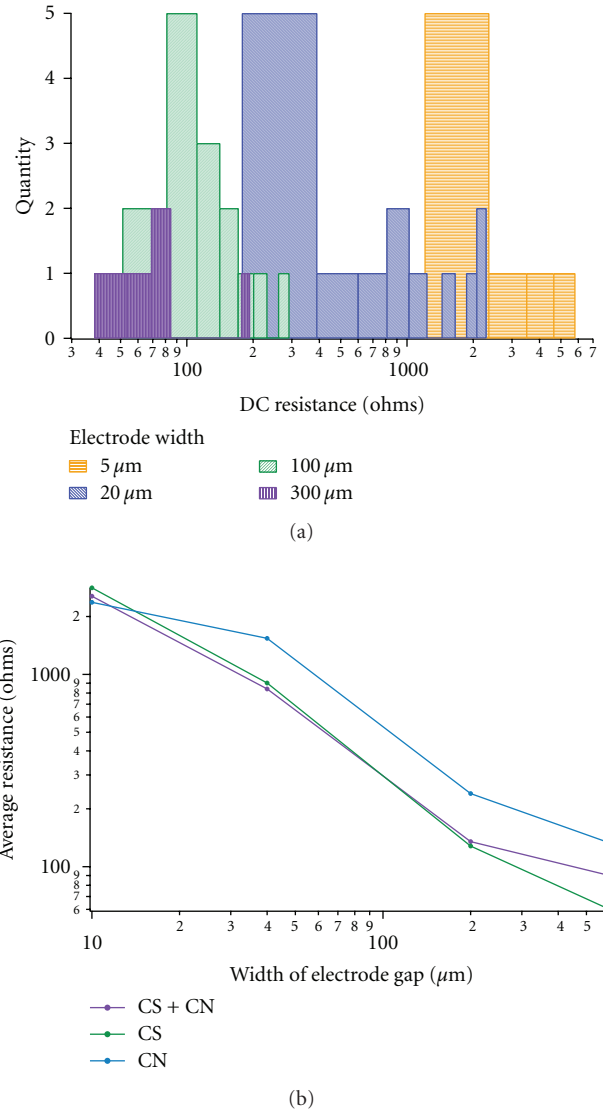 5
4
3
2
1
0
Quantity
3 4 5 6 7 8 9 100 2 3 4 5 6 7 8 9 1000 2 3 4 5 6 7
DC resistance (ohms)
Electrode width
5 μm 100 μm
20 μm 300 μm
(a)
2
1000
9
8
7
6
5
4
3
2
100
9
8
7
6
Average resistance (ohms)
10 2 3 4 5 6 7 8 9 100 2 3 4 5
Width of electrode gap (μm)
CS + CN
CS
CN
(b)